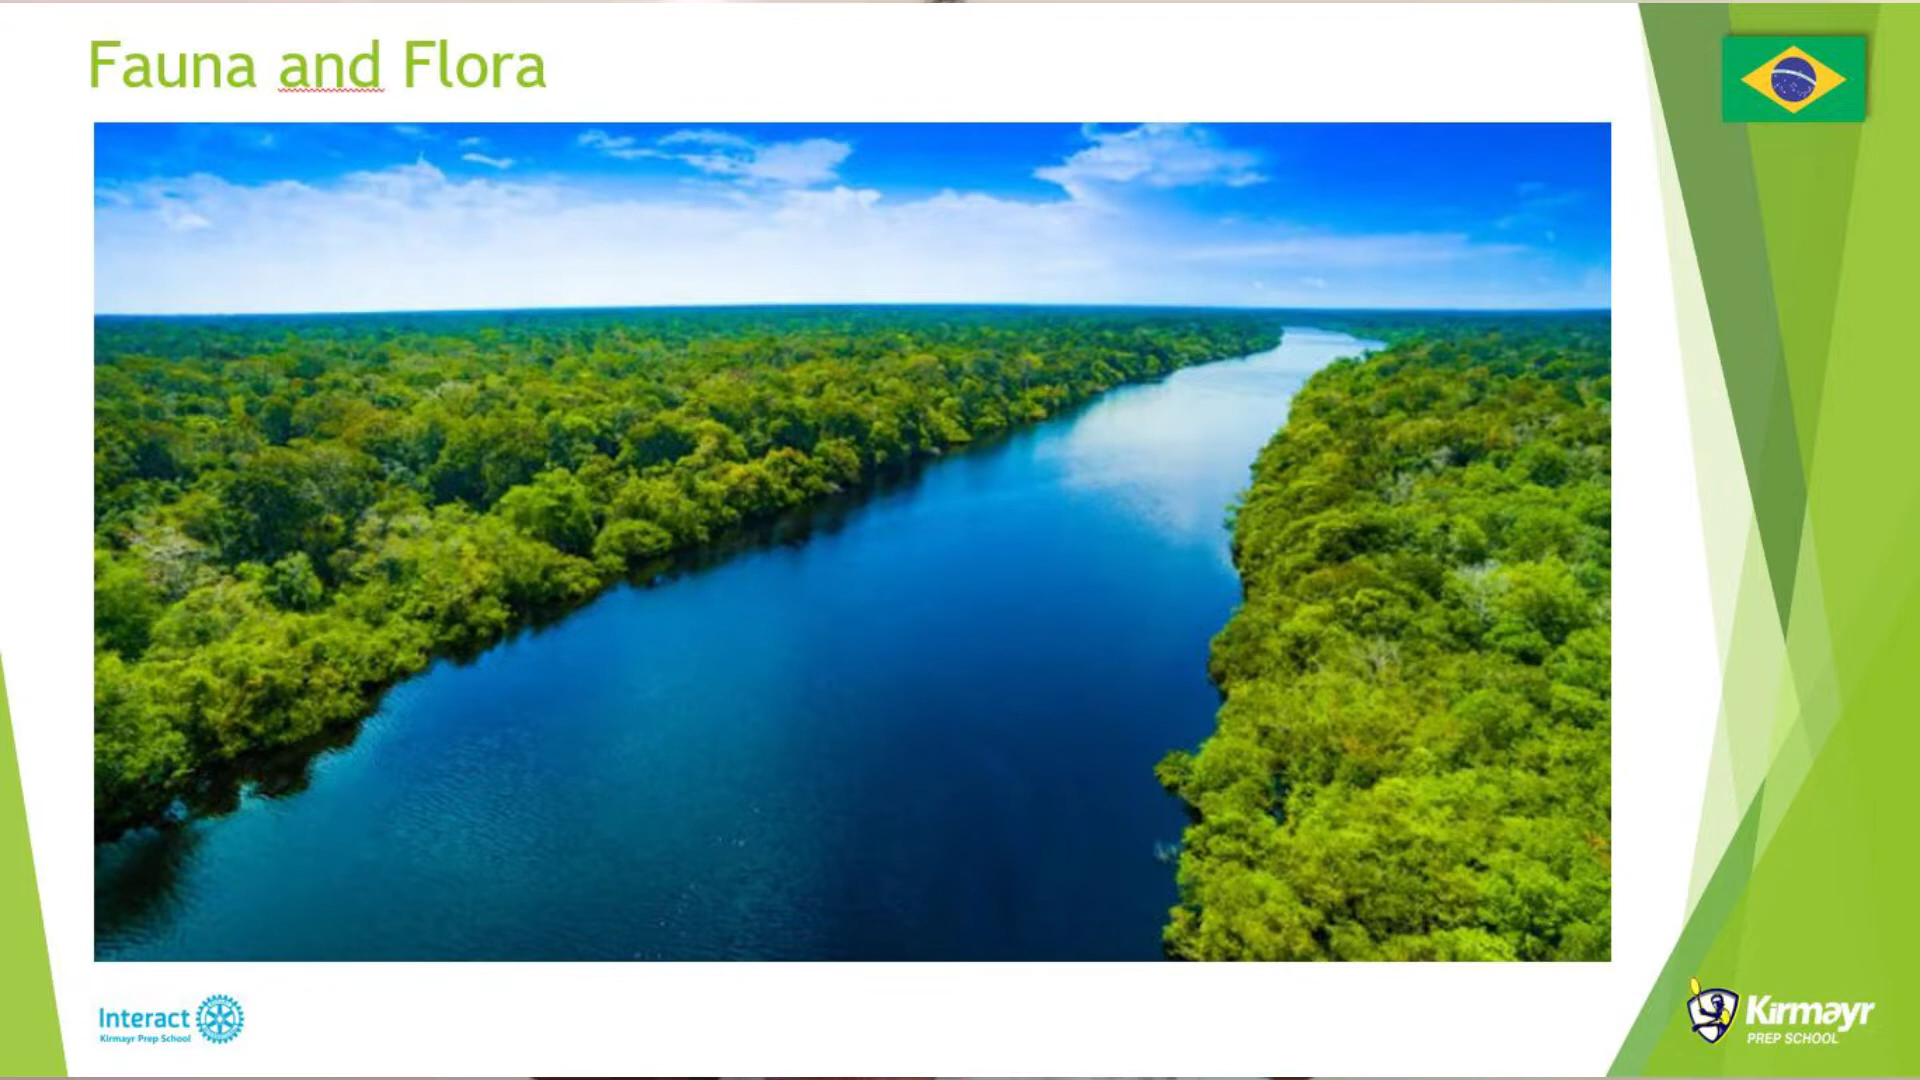 Fauna and Flora
Interact
Kirmayr Prep School
Kirmayr
PREP SCHOOL